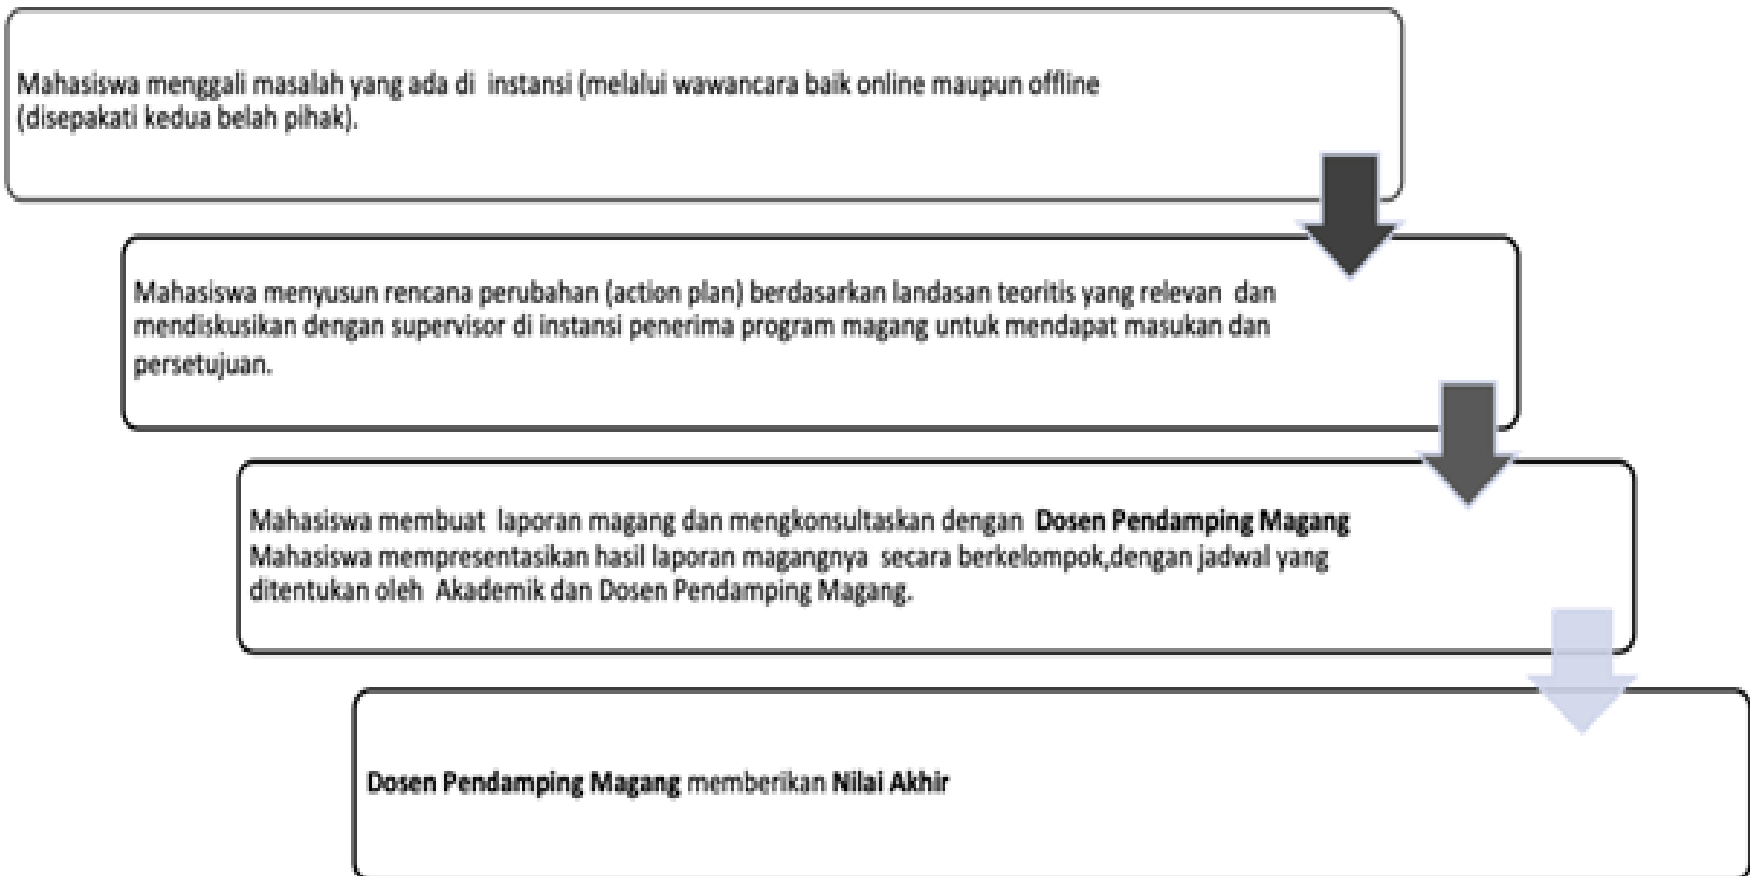 Mahasiswa menggali masalah yang ada di instansi (melalui wawancara baik online maupun offline
(disepakati kedua belah pihak).
Mahasiswa menyusun rencana perubahan (action plan) berdasarkan landasan teoritis yang relevan dan
mendiskusikan dengan supervisor di instansi penerima program magang untuk mendapat masukan dan
persetujuan.
Mahasiswa membuat laporan magang dan mengkonsultaskan dengan Dosen Pendamping Magang
Mahasiswa mempresentasikan hasil laporan magangnya secara berkelompok,dengan jadwal yang
ditentukan oleh Akademik dan Dosen Pendamping Magang.
Dosen Pendamping Magang memberikan Nilai Akhir